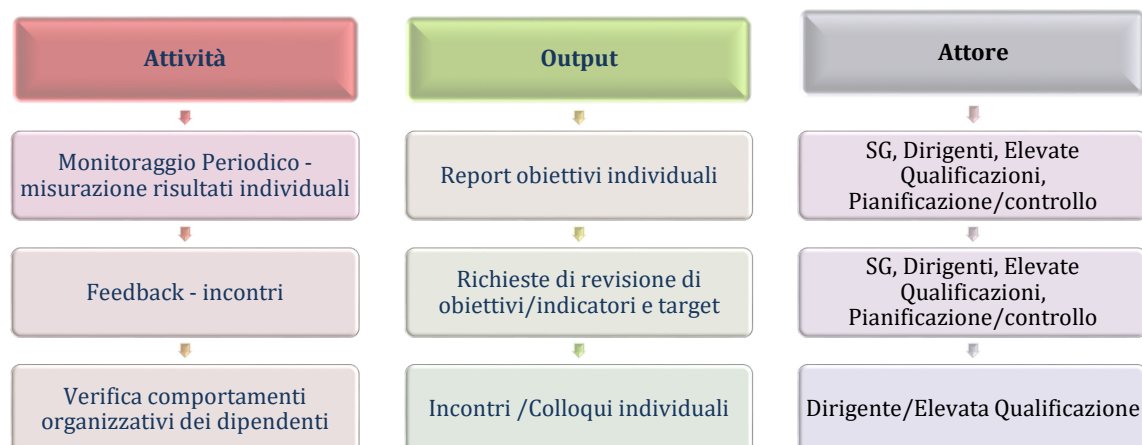 Attività
Output
Attore
Monitoraggio Periodico -
misurazione risultati individuali
Report obiettivi individuali
SG, Dirigenti, Elevate
Qualificazioni,
Pianificazione/controllo
Feedback - incontri
Richieste di revisione di
obiettivi/indicatori e target
SG, Dirigenti, Elevate
Qualificazioni,
Pianificazione/controllo
Verifica comportamenti
organizzativi dei dipendenti
Incontri /Colloqui individuali
Dirigente/Elevata Qualificazione